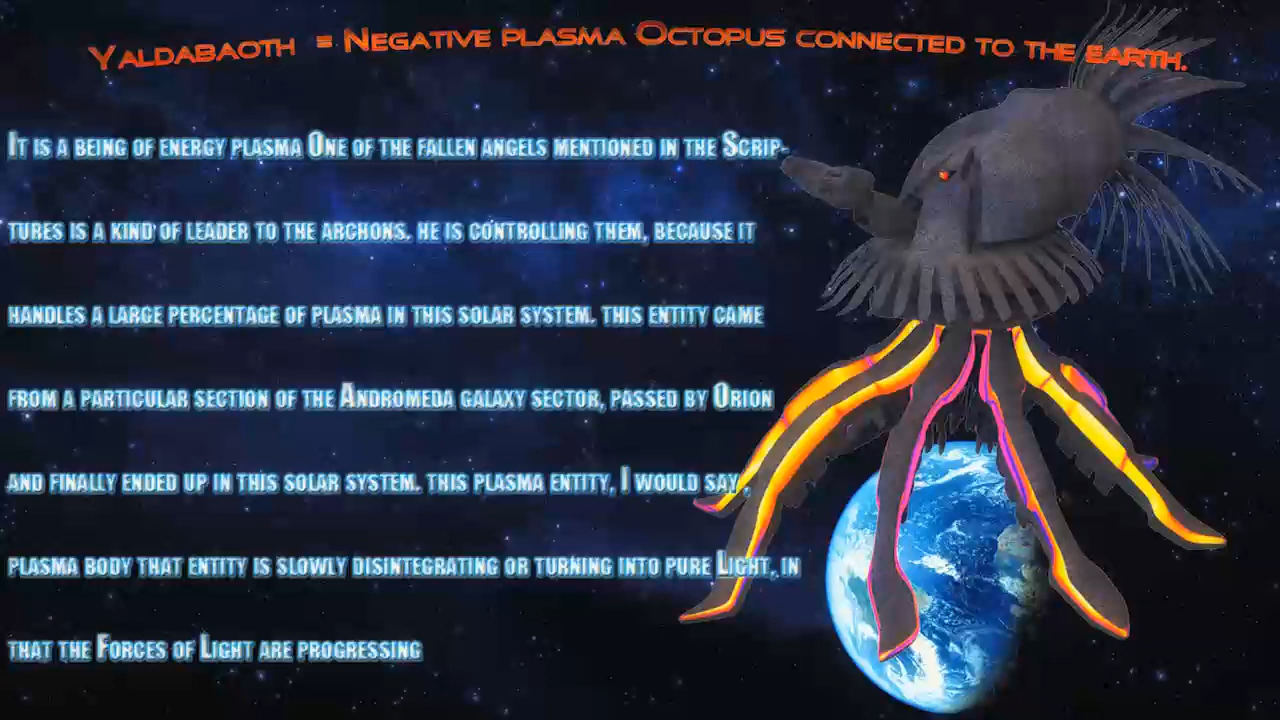 Yaldabaoth = Negative plasma Octopus connected to the earth.
It is a being of energy plasma One of the fallen angels mentioned in the Scrip-
tures is a kind of leader to the archons. he is controlling them, because it
handles a large percentage of plasma in this solar system. this entity came
from a particular section of the Andromeda galaxy sector, passed by Orion
and finally ended up in this solar system. this plasma entity, I would say ,
plasma body that entity is slowly disintegrating or turning into pure Light, in
that the Forces of Light are progressing